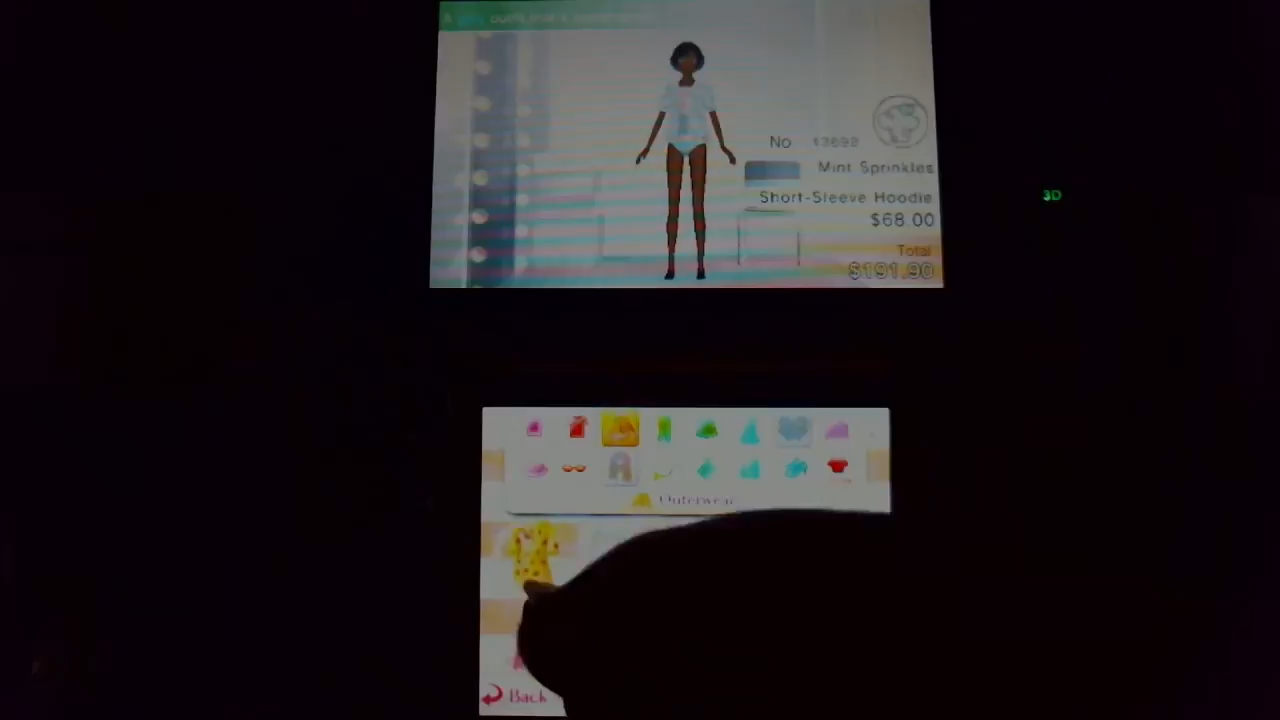 3D
No
Mint Sprinkles
Short-Sleeve Hoodie
$68.00
Total
$191.90
Outerwear
Back